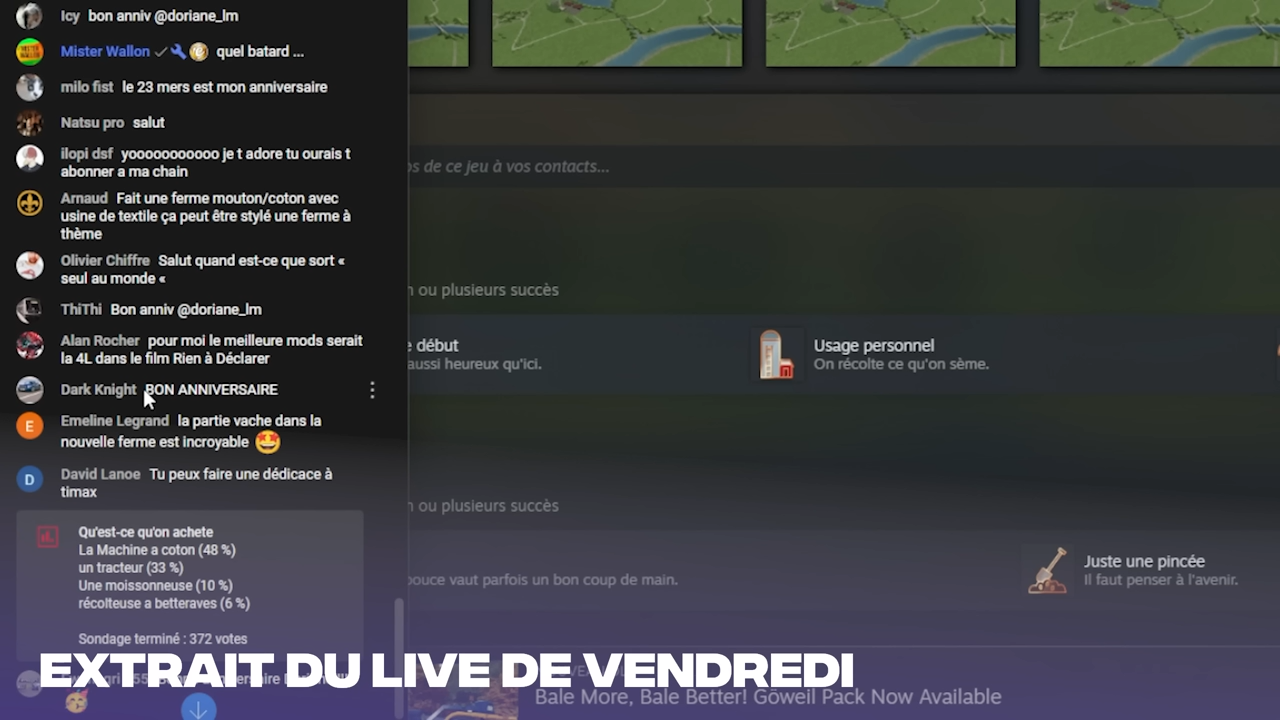 Icy bon anniv @doriane_lm
Mister Wallon quel batard ...
milo fist le 23 mers est mon anniversaire
Natsu pro salut
ilopi dsf yooooooooooo je t adore tu ourais t
abonner a ma chain
Arnaud Fait une ferme mouton/coton avec
usine de textile ça peut être stylé une ferme à
thème
Olivier Chiffre Salut quand est-ce que sort «
seul au monde «
ThiThi Bon anniv @doriane_lm
Alan Rocher pour moi le meilleure mods serait
la 4L dans le film Rien à Déclarer
Dark Knight BON ANNIVERSAIRE
Emeline Legrand la partie vache dans la
nouvelle ferme est incroyable 🤩
David Lanoe Tu peux faire une dédicace à
timax
Qu'est-ce qu'on achete
La Machine a coton (48 %)
un tracteur (33 %)
Une moissonneuse (10 %)
récolteuse a betteraves (6 %)
Sondage terminé : 372 votes
de ce jeu à vos contacts...
ou plusieurs succès
début
aussi heureux qu'ici.
Usage personnel
On récolte ce qu'on sème.
ou plusieurs succès
pouce vaut parfois un bon coup de main.
Juste une pincée
Il faut penser à l'avenir.
EXTRAIT DU LIVE DE VENDREDI
Bale More, Bale Better! Göweil Pack Now Available